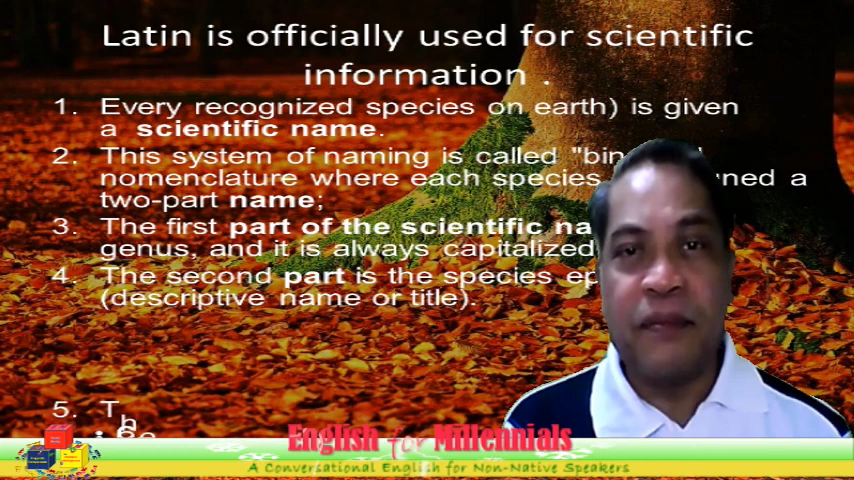 Latin is officially used for scientific
information .
1. Every recognized species on earth) is given
a scientific name.
2. This system of naming is called "bin
nomenclature where each species ned a
two-part name;
3. The first part of the scientific na
genus, and it is always capitalized
4. The second part is the species ep
(descriptive name or title).
5. Th
English for Millennials
A Conversational English for Non-Native Speakers